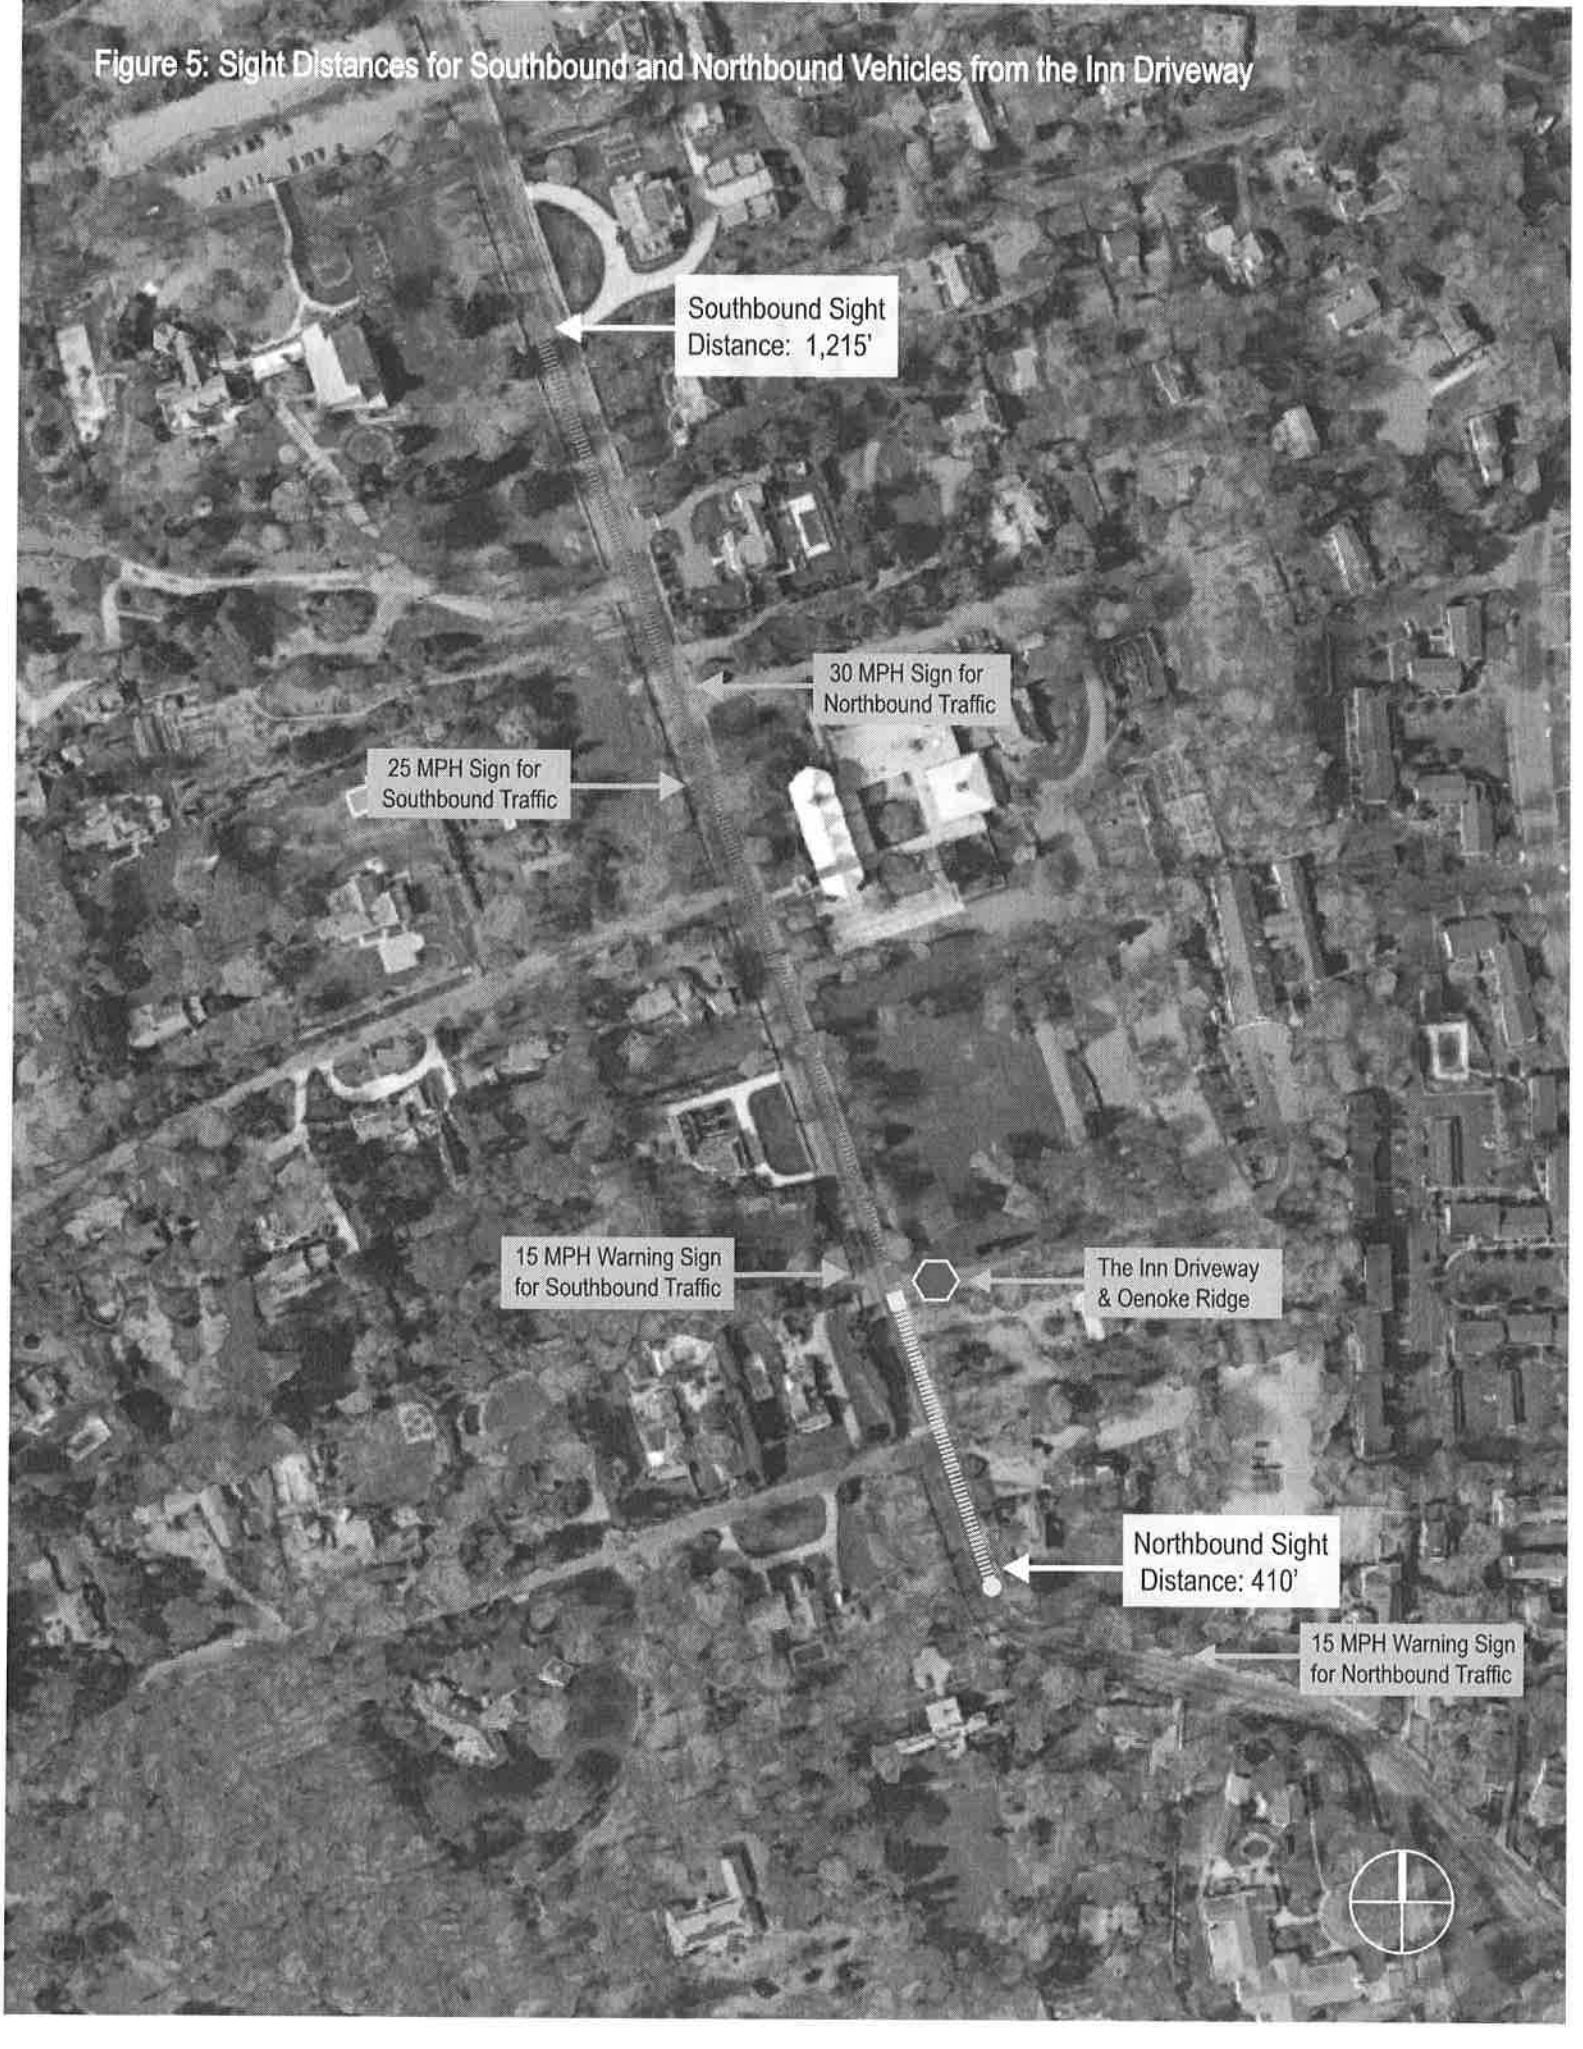 Figure 5: Sight Distances for Southbound and Northbound Vehicles from the Inn Driveway
Southbound Sight
Distance: 1,215'
30 MPH Sign for
Northbound Traffic
25 MPH Sign for
Southbound Traffic
15 MPH Warning Sign
for Southbound Traffic
The Inn Driveway
& Oenoke Ridge
Northbound Sight
Distance: 410'
15 MPH Warning Sign
for Northbound Traffic